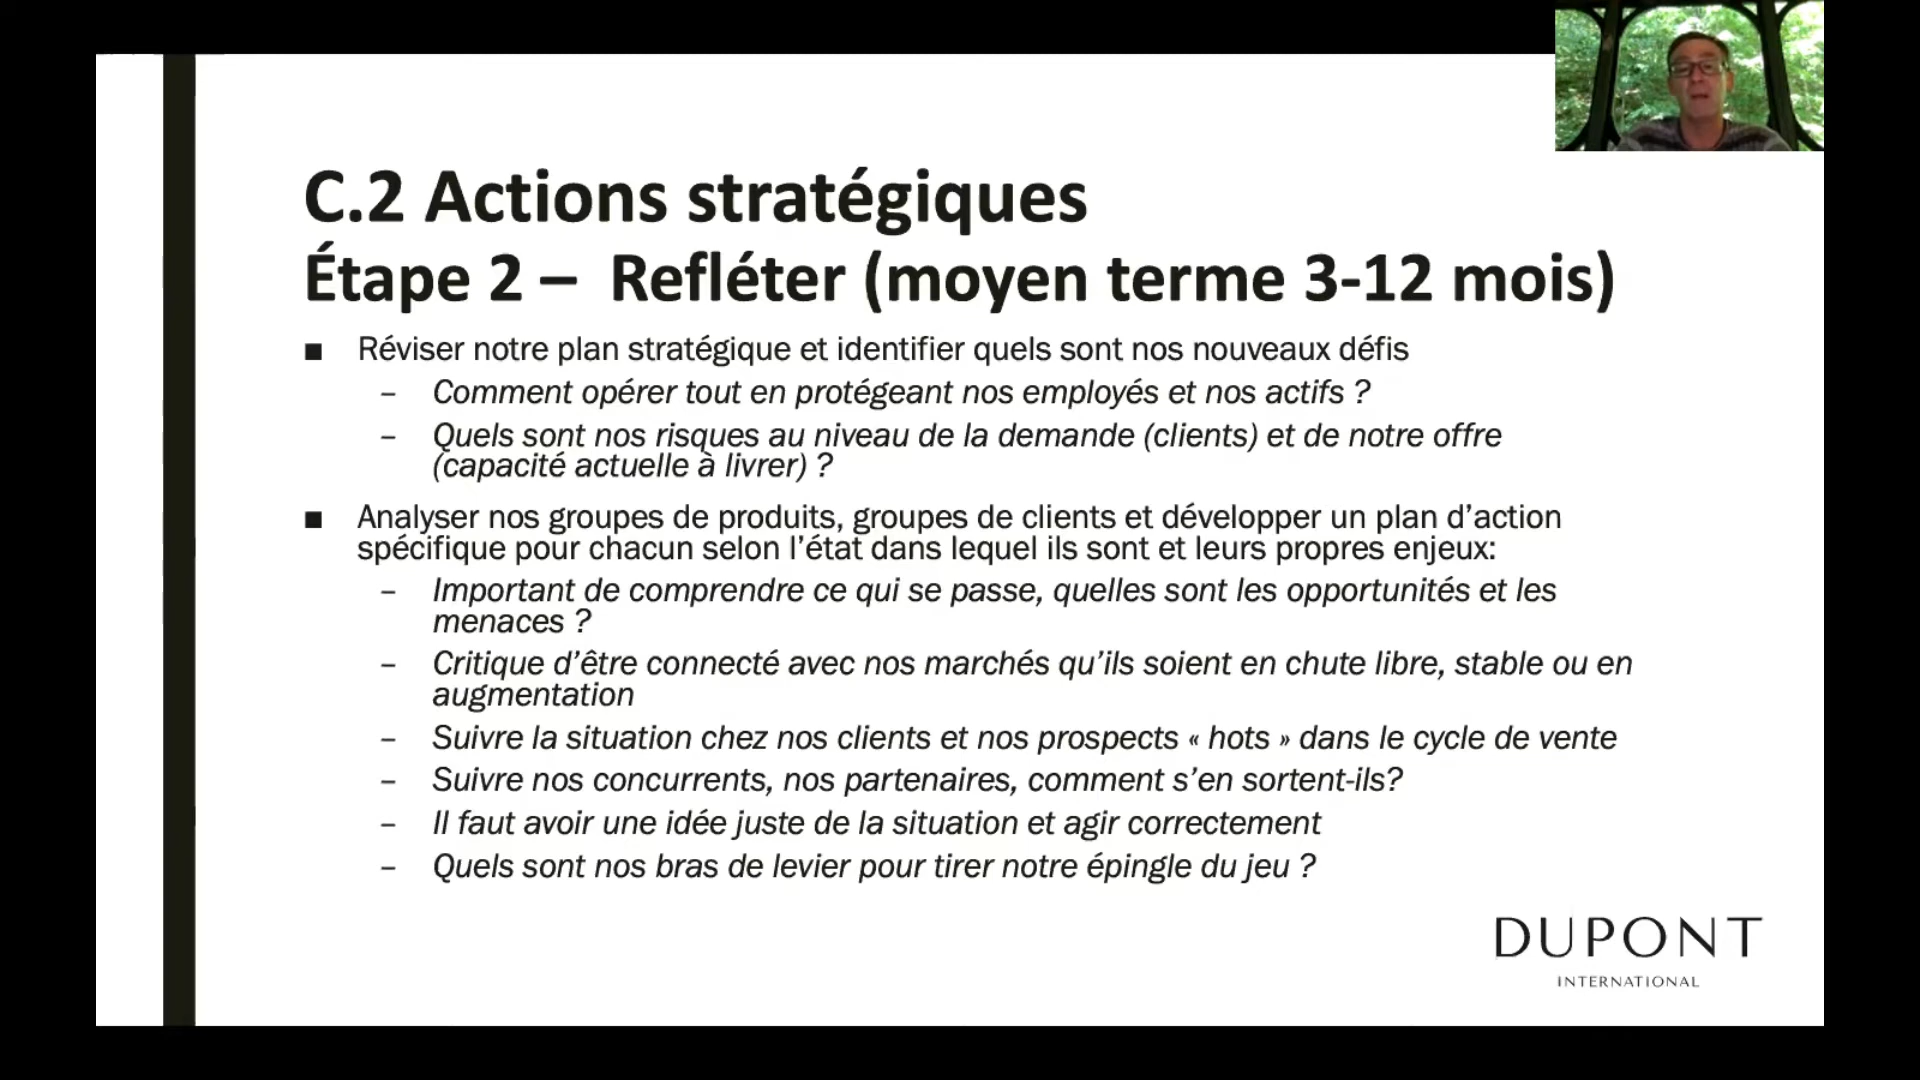 C.2 Actions stratégiques
Étape 2 – Refléter (moyen terme 3-12 mois)
■ Réviser notre plan stratégique et identifier quels sont nos nouveaux défis
– Comment opérer tout en protégeant nos employés et nos actifs ?
– Quels sont nos risques au niveau de la demande (clients) et de notre offre
(capacité actuelle à livrer) ?
■ Analyser nos groupes de produits, groupes de clients et développer un plan d’action
spécifique pour chacun selon l’état dans lequel ils sont et leurs propres enjeux:
– Important de comprendre ce qui se passe, quelles sont les opportunités et les
menaces ?
– Critique d’être connecté avec nos marchés qu’ils soient en chute libre, stable ou en
augmentation
– Suivre la situation chez nos clients et nos prospects « hots » dans le cycle de vente
– Suivre nos concurrents, nos partenaires, comment s’en sortent-ils?
– Il faut avoir une idée juste de la situation et agir correctement
– Quels sont nos bras de levier pour tirer notre épingle du jeu ?
DUPONT
INTERNATIONAL